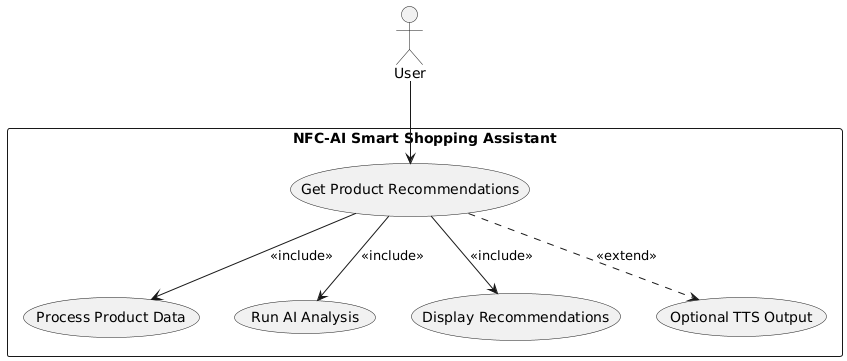 User
NFC-AI Smart Shopping Assistant
Get Product Recommendations
«include»
«include»
«include»
«extend»
Process Product Data
Run AI Analysis
Display Recommendations
Optional TTS Output